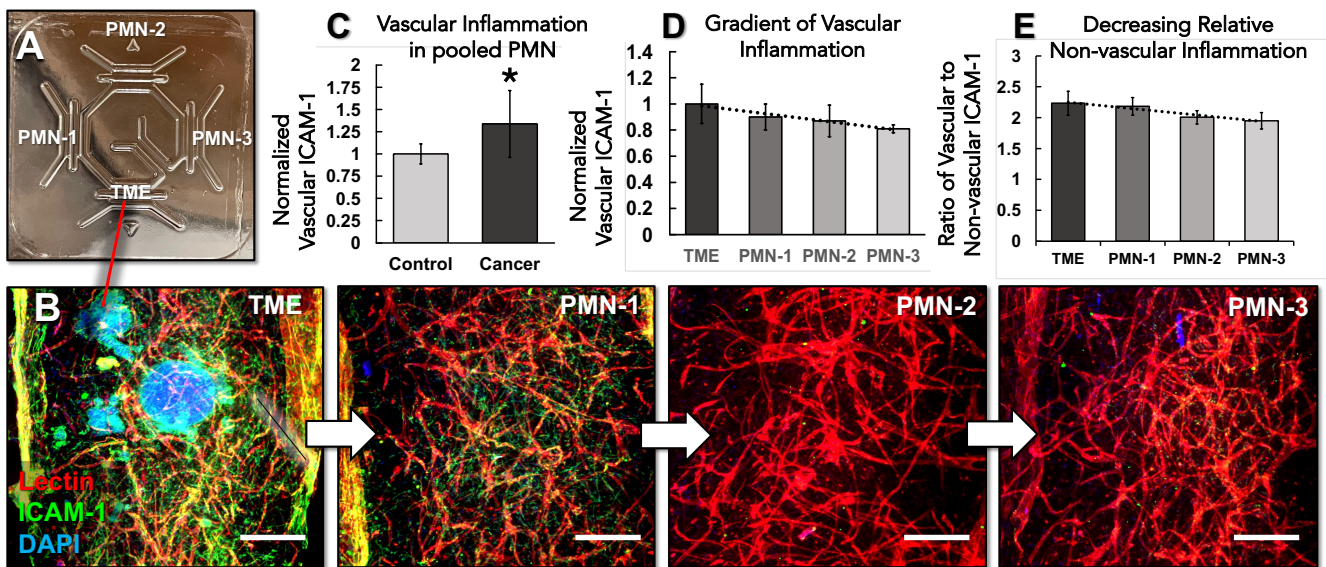 A
PMN-2
PMN-1
PMN-3
TME
C
Vascular Inflammation
in pooled PMN
Normalized
Vascular ICAM-1
2
1.75
1.5
1.25
1
0.75
0.5
0.25
0
*
Control
Cancer
D
Gradient of Vascular
Inflammation
Normalized
Vascular ICAM-1
1.4
1.2
1
0.8
0.6
0.4
0.2
0
TME
PMN-1
PMN-2
PMN-3
E
Decreasing Relative
Non-vascular Inflammation
Ratio of Vascular to
Non-vascular ICAM-1
3
2.5
2
1.5
1
0.5
0
TME
PMN-1
PMN-2
PMN-3
B
TME
Lectin
ICAM-1
DAPI
PMN-1
PMN-2
PMN-3